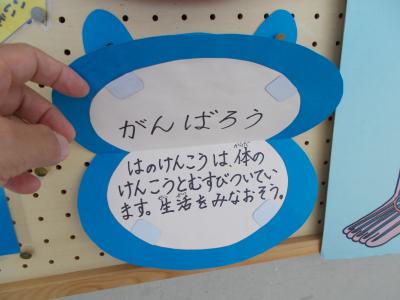 がんばろう
はのけんこうは、体の
けんこうとむすびついてい
ます。生活をみなおそう。